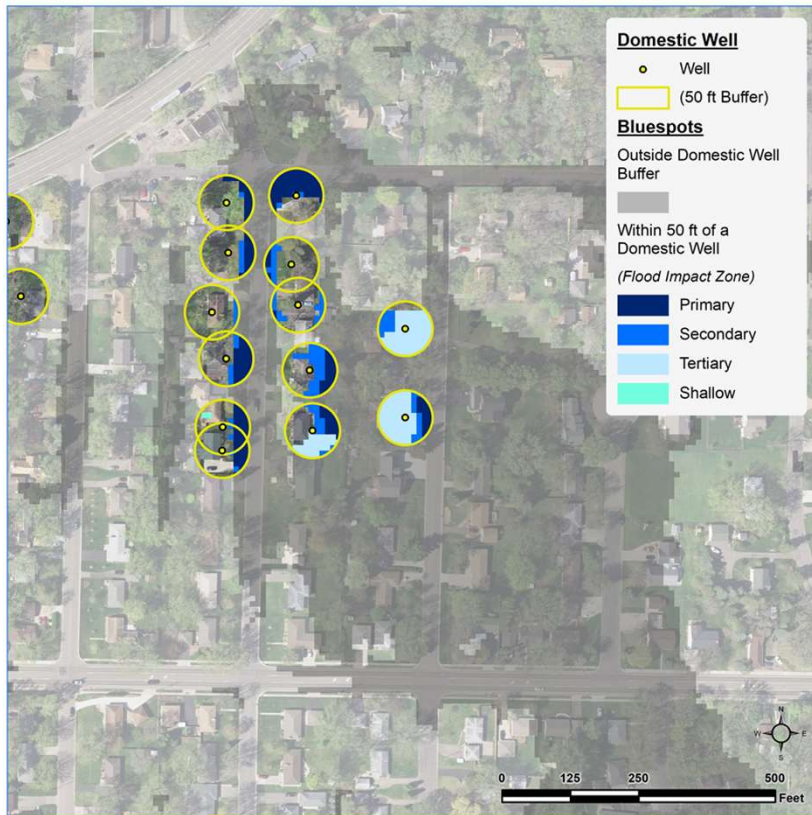 Domestic Well
Well
(50 ft Buffer)
Bluespots
Outside Domestic Well
Buffer
Within 50 ft of a
Domestic Well
(Flood Impact Zone)
Primary
Secondary
Tertiary
Shallow
N
W E
S
0 125 250 500
Feet